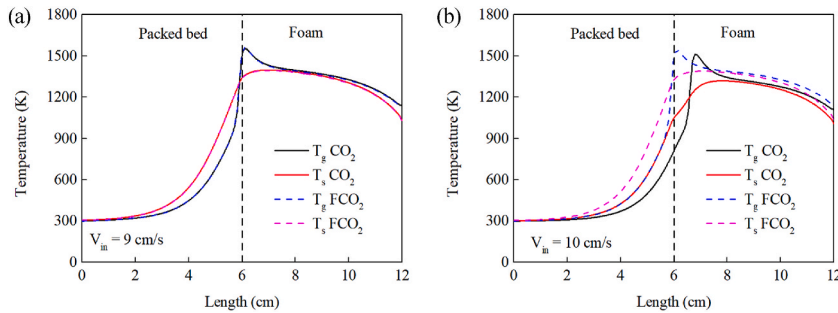 (a)
Packed bed
Foam
Temperature (K)
1800
1500
1200
900
600
300
0
T_g CO_2
T_s CO_2
T_g FCO_2
T_s FCO_2
V_in = 9 cm/s
0 2 4 6 8 10 12
Length (cm)
(b)
Packed bed
Foam
Temperature (K)
1800
1500
1200
900
600
300
0
T_g CO_2
T_s CO_2
T_g FCO_2
T_s FCO_2
V_in = 10 cm/s
0 2 4 6 8 10 12
Length (cm)